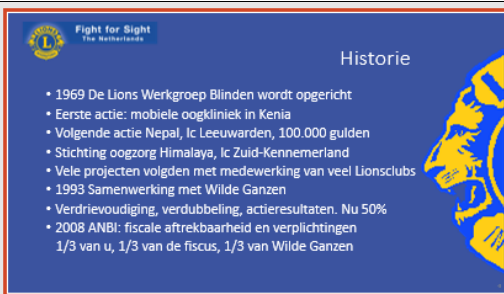 Fight for Sight
The Netherlands
L
Historie
• 1969 De Lions Werkgroep Blinden wordt opgericht
• Eerste actie: mobiele oogkliniek in Kenia
• Volgende actie Nepal, lc Leeuwarden, 100.000 gulden
• Stichting oogzorg Himalaya, lc Zuid-Kennemerland
• Vele projecten volgden met medewerking van veel Lionsclubs
• 1993 Samenwerking met Wilde Ganzen
• Verdrievoudiging, verdubbeling, actieresultaten. Nu 50%
• 2008 ANBI: fiscale aftrekbaarheid en verplichtingen
1/3 van u, 1/3 van de fiscus, 1/3 van Wilde Ganzen